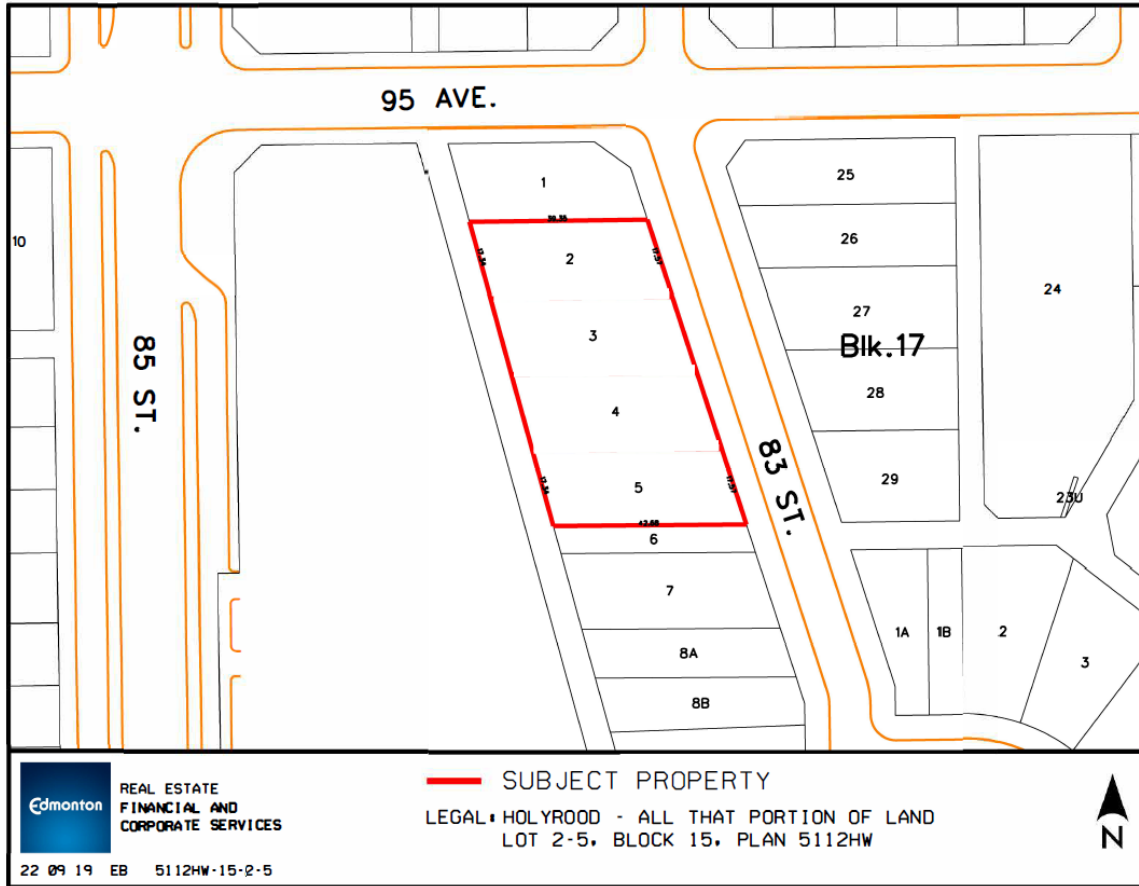 95 AVE.
1
25
26
10
2
24
27
3
Blk.17
85 ST.
28
4
83 ST.
29
5
23U
6
7
1A
1B
2
3
8A
8B
SUBJECT PROPERTY
Edmonton
REAL ESTATE
FINANCIAL AND
CORPORATE SERVICES
LEGAL: HOLYROOD - ALL THAT PORTION OF LAND
LOT 2-5, BLOCK 15, PLAN 5112HW
N
22 09 19 EB 5112HW-15-2-5